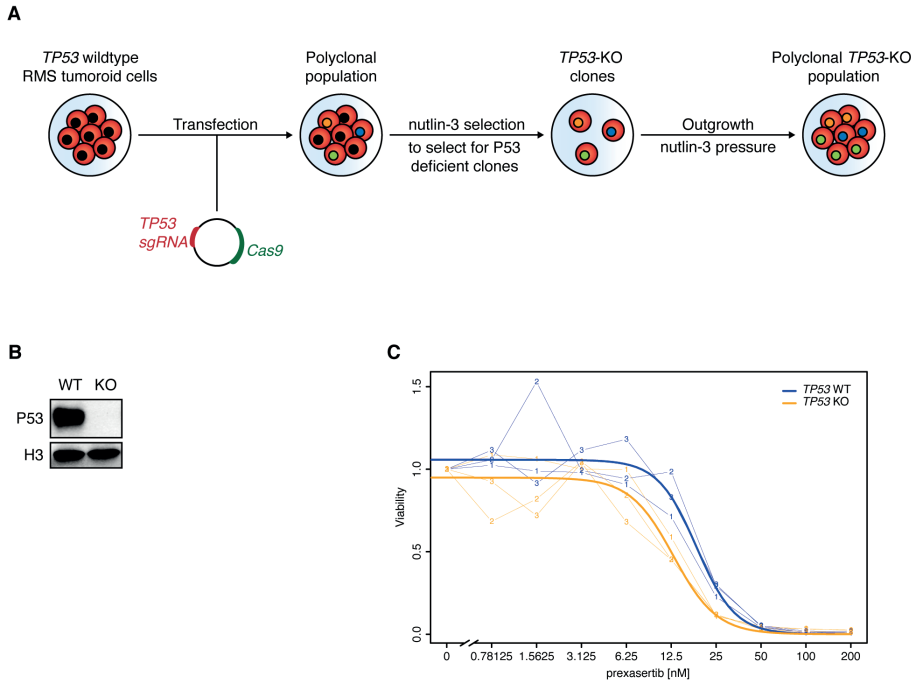 A
TP53 wildtype
RMS tumoroid cells
Polyclonal
population
TP53-KO
clones
Polyclonal TP53-KO
population
Transfection
nutlin-3 selection
to select for P53
deficient clones
Outgrowth
nutlin-3 pressure
TP53
sgRNA
Cas9
B
WT KO
P53
H3
C
TP53 WT
TP53 KO
Viability
1.5
1.0
0.5
0.0
0 0.78125 1.5625 3.125 6.25 12.5 25 50 100 200
prexasertib [nM]